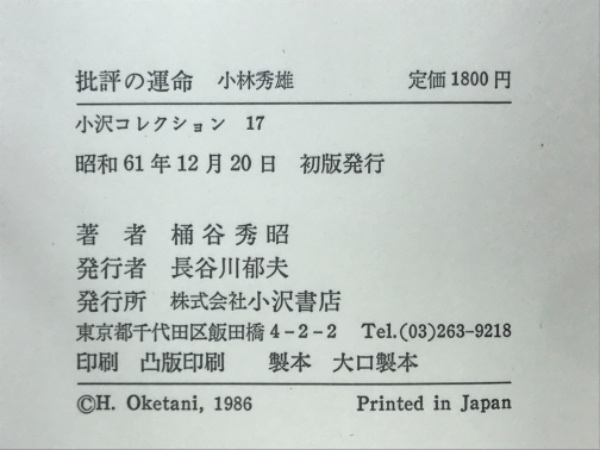 批評の運命 小林秀雄 定価1800円
小沢コレクション 17
昭和61年12月20日 初版発行
著 者 桶谷秀昭
発行者 長谷川郁夫
発行所 株式会社小沢書店
東京都千代田区飯田橋4-2-2 Tel.(03)263-9218
印刷 凸版印刷 製本 大口製本
©H. Oketani, 1986 Printed in Japan